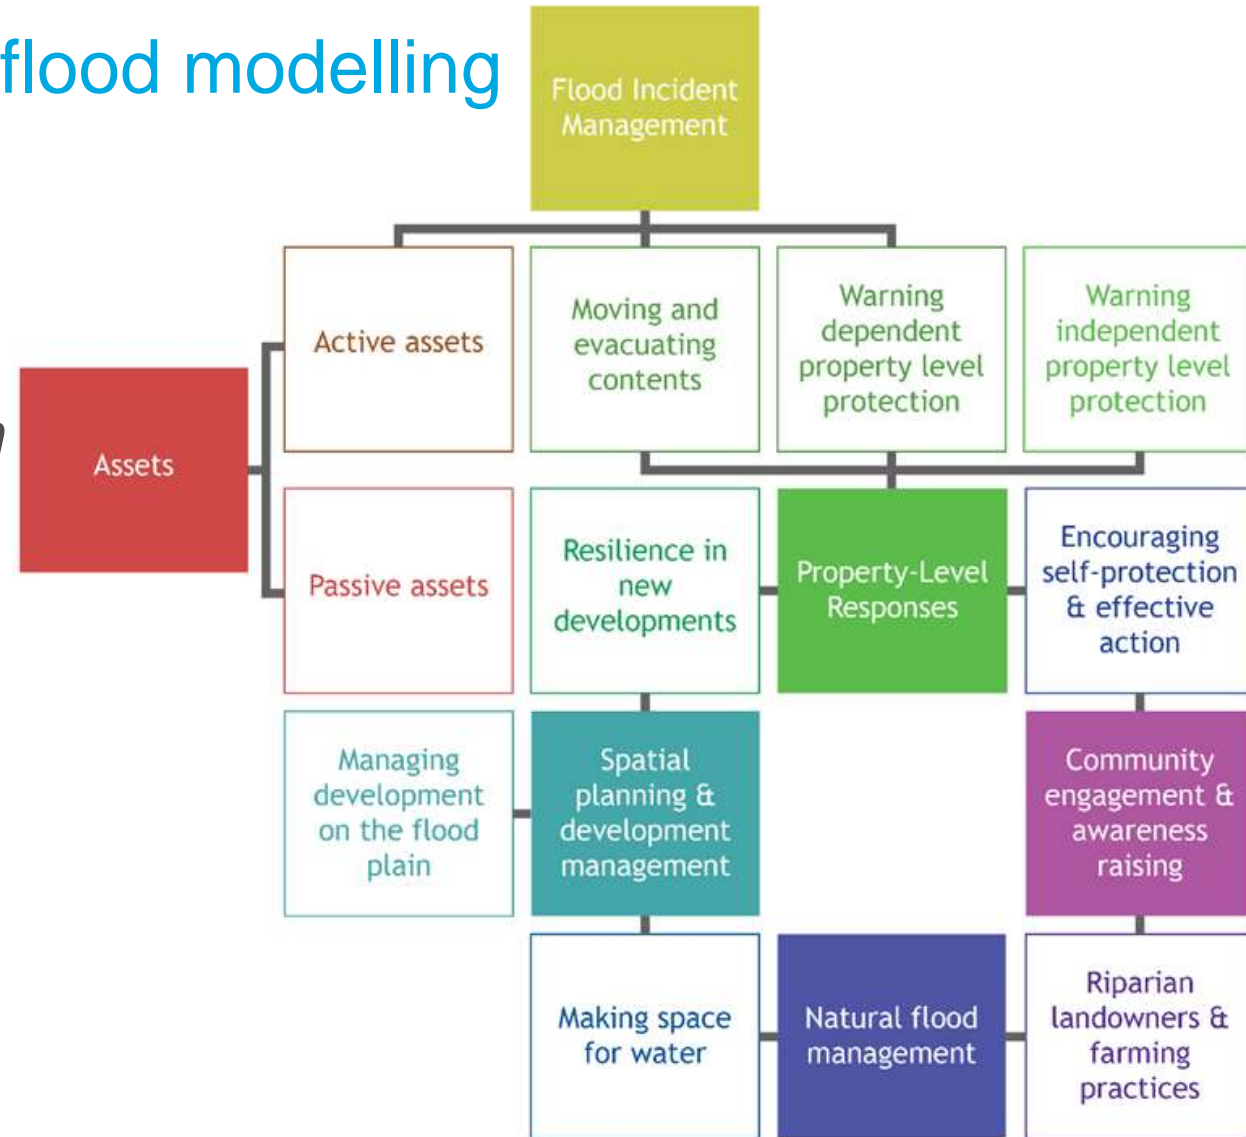 flood modelling
Flood Incident
Management
Active assets
Moving and
evacuating
contents
Warning
dependent
property level
protection
Warning
independent
property level
protection
Assets
Passive assets
Resilience in
new
developments
Property-Level
Responses
Encouraging
self-protection
& effective
action
Managing
development
on the flood
plain
Spatial
planning &
development
management
Community
engagement &
awareness
raising
Making space
for water
Natural flood
management
Riparian
landowners &
farming
practices